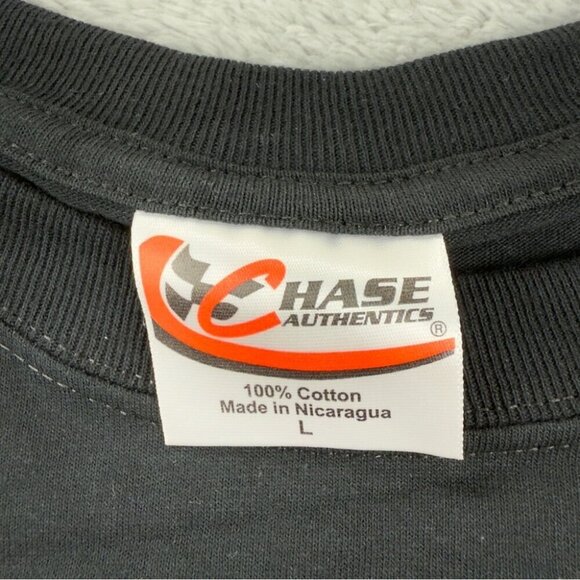 CHASE
AUTHENTICS®
100% Cotton
Made in Nicaragua
L